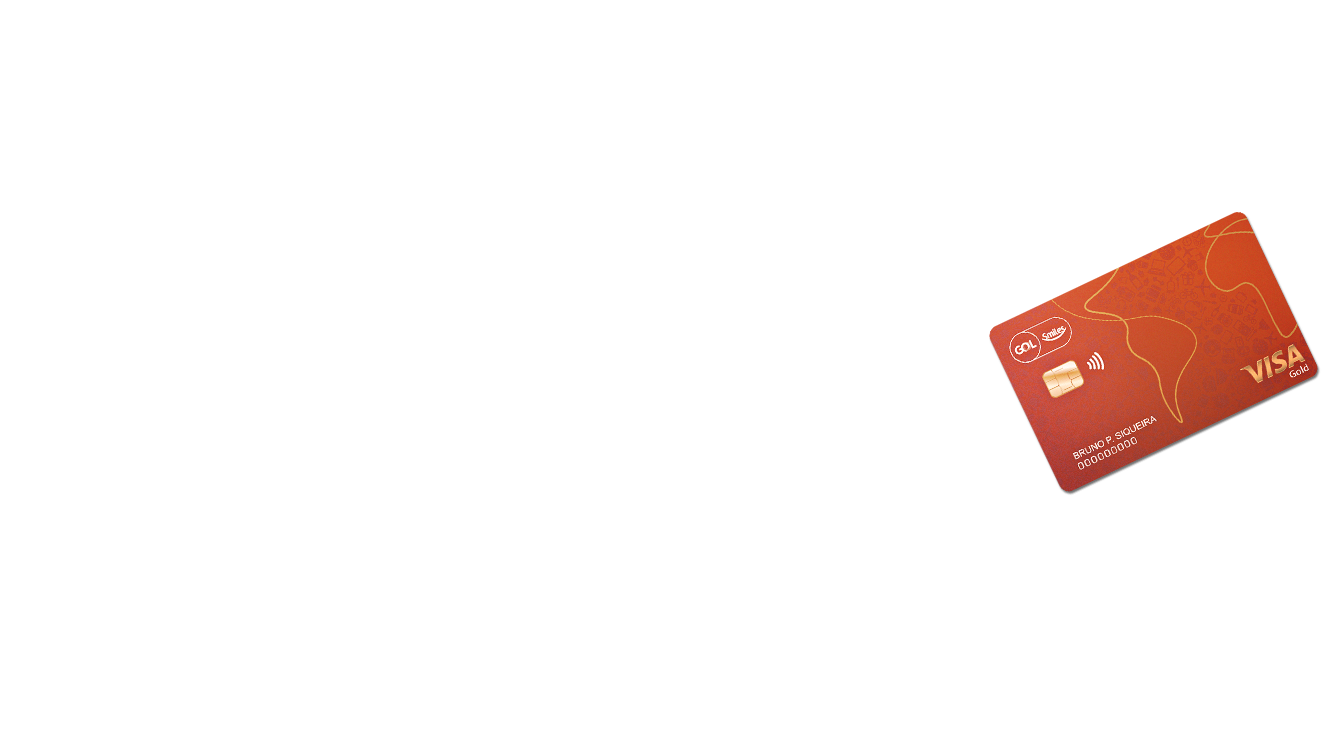 GOL Smiles
VISA
Gold
BRUNO P. SIQUEIRA
000000000